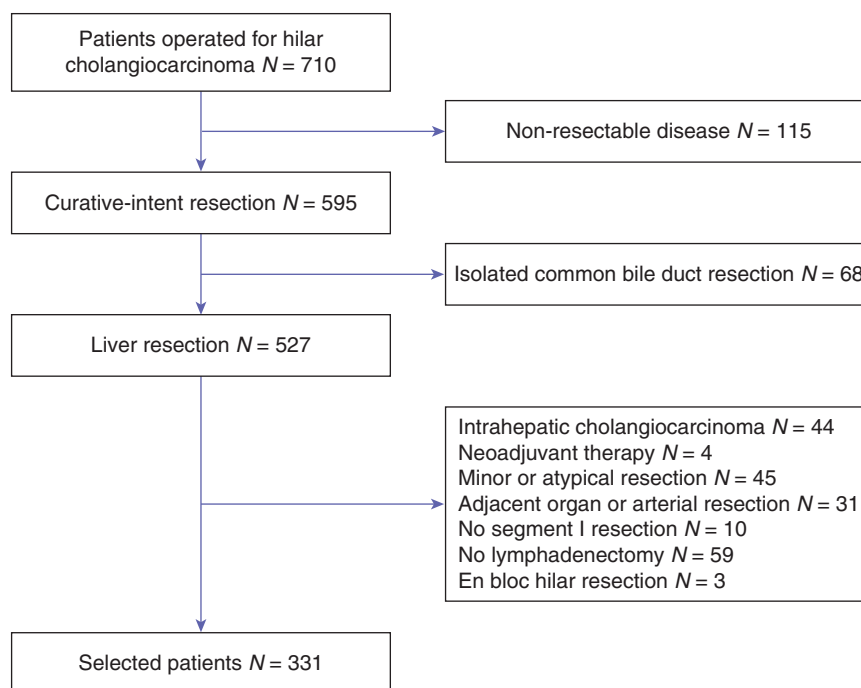 Patients operated for hilar
cholangiocarcinoma N = 710
Non-resectable disease N = 115
Curative-intent resection N = 595
Isolated common bile duct resection N = 68
Liver resection N = 527
Intrahepatic cholangiocarcinoma N = 44
Neoadjuvant therapy N = 4
Minor or atypical resection N = 45
Adjacent organ or arterial resection N = 31
No segment I resection N = 10
No lymphadenectomy N = 59
En bloc hilar resection N = 3
Selected patients N = 331